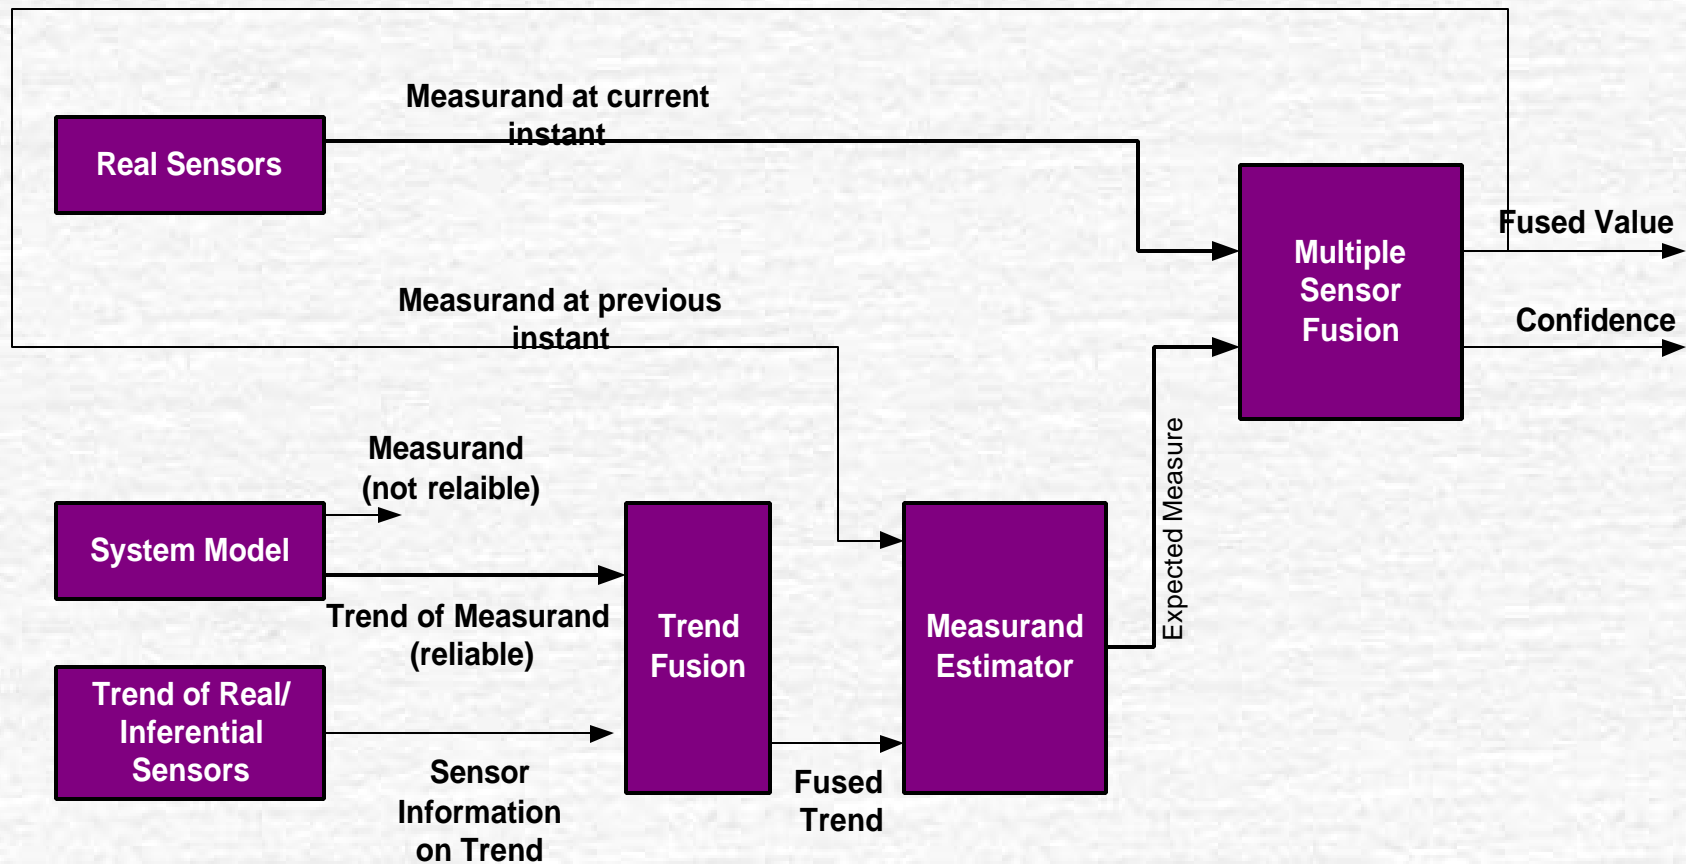 Measurand at current
instant
Real Sensors
Multiple
Sensor
Fusion
Fused Value
Confidence
Measurand at previous
instant
Measurand
(not relaible)
System Model
Trend of Measurand
(reliable)
Trend
Fusion
Measurand
Estimator
Expected Measure
Trend of Real/
Inferential
Sensors
Sensor
Information
on Trend
Fused
Trend